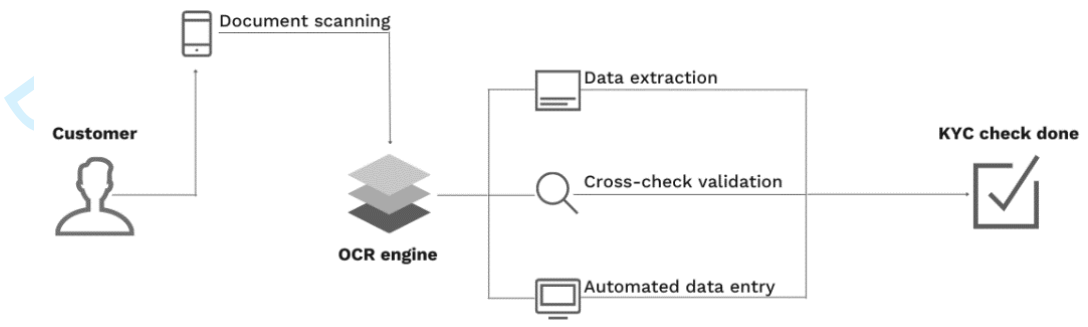 Document scanning
Data extraction
Customer
KYC check done
Cross-check validation
OCR engine
Automated data entry